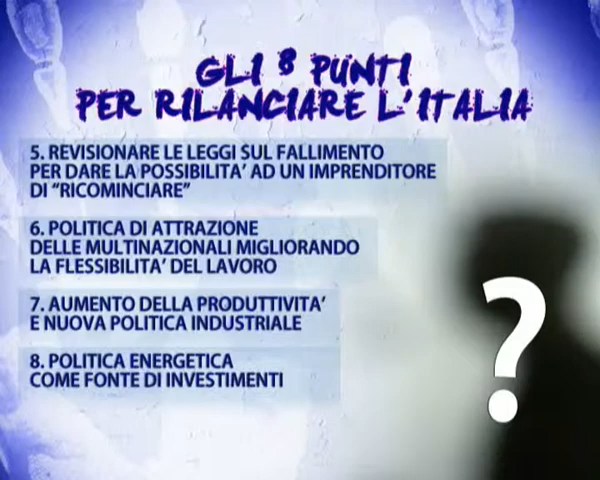 GLI 8 PUNTI
PER RILANCIARE L'ITALIA
5. REVISIONARE LE LEGGI SUL FALLIMENTO
PER DARE LA POSSIBILITA' AD UN IMPRENDITORE
DI "RICOMINCIARE"
6. POLITICA DI ATTRAZIONE
DELLE MULTINAZIONALI MIGLIORANDO
LA FLESSIBILITA' DEL LAVORO
7. AUMENTO DELLA PRODUTTIVITA'
E NUOVA POLITICA INDUSTRIALE
8. POLITICA ENERGETICA
COME FONTE DI INVESTIMENTI
?